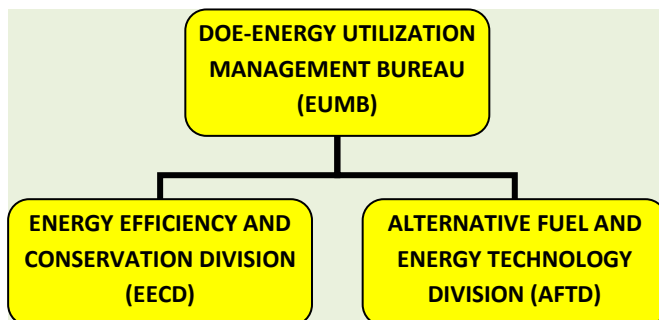 DOE-ENERGY UTILIZATION
MANAGEMENT BUREAU
(EUMB)
ENERGY EFFICIENCY AND
CONSERVATION DIVISION
(EECD)
ALTERNATIVE FUEL AND
ENERGY TECHNOLOGY
DIVISION (AFTD)